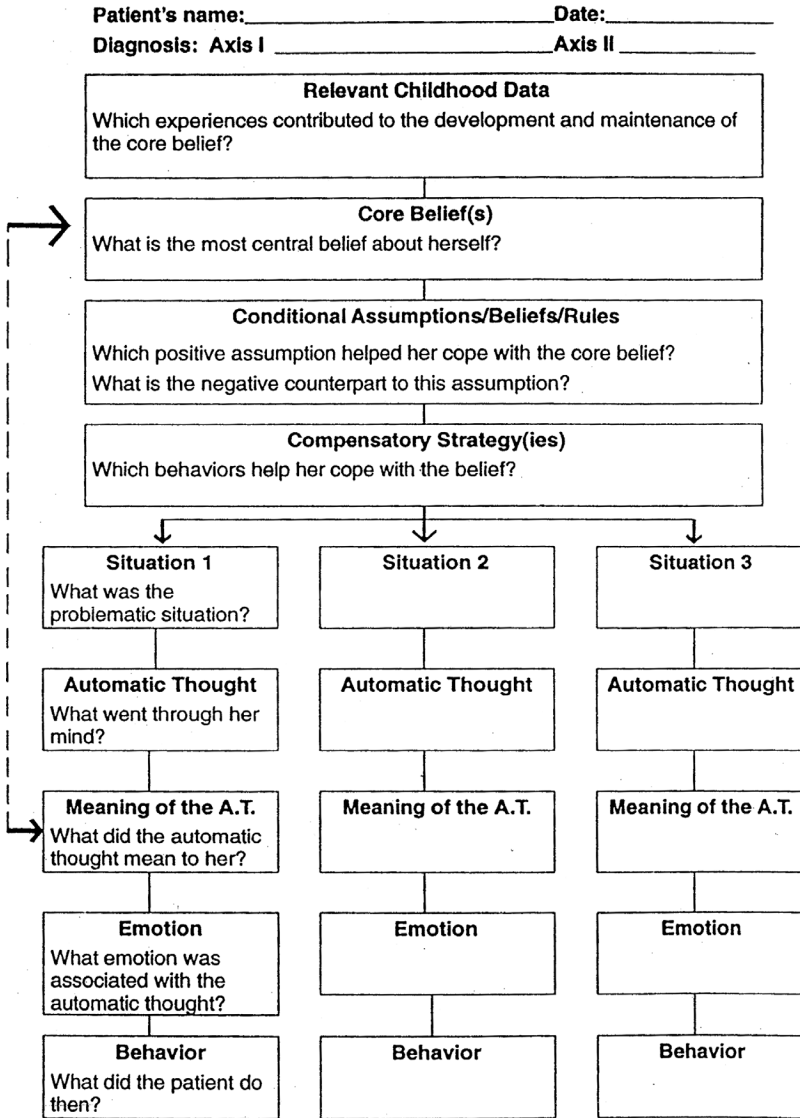 Patient's name: Date:
Diagnosis: Axis I Axis II
Relevant Childhood Data
Which experiences contributed to the development and maintenance of
the core belief?
Core Belief(s)
What is the most central belief about herself?
Conditional Assumptions/Beliefs/Rules
Which positive assumption helped her cope with the core belief?
What is the negative counterpart to this assumption?
Compensatory Strategy(ies)
Which behaviors help her cope with the belief?
Situation 1
What was the
problematic situation?
Situation 2
Situation 3
Automatic Thought
What went through her
mind?
Automatic Thought
Automatic Thought
Meaning of the A.T.
What did the automatic
thought mean to her?
Meaning of the A.T.
Meaning of the A.T.
Emotion
What emotion was
associated with the
automatic thought?
Emotion
Emotion
Behavior
What did the patient do
then?
Behavior
Behavior